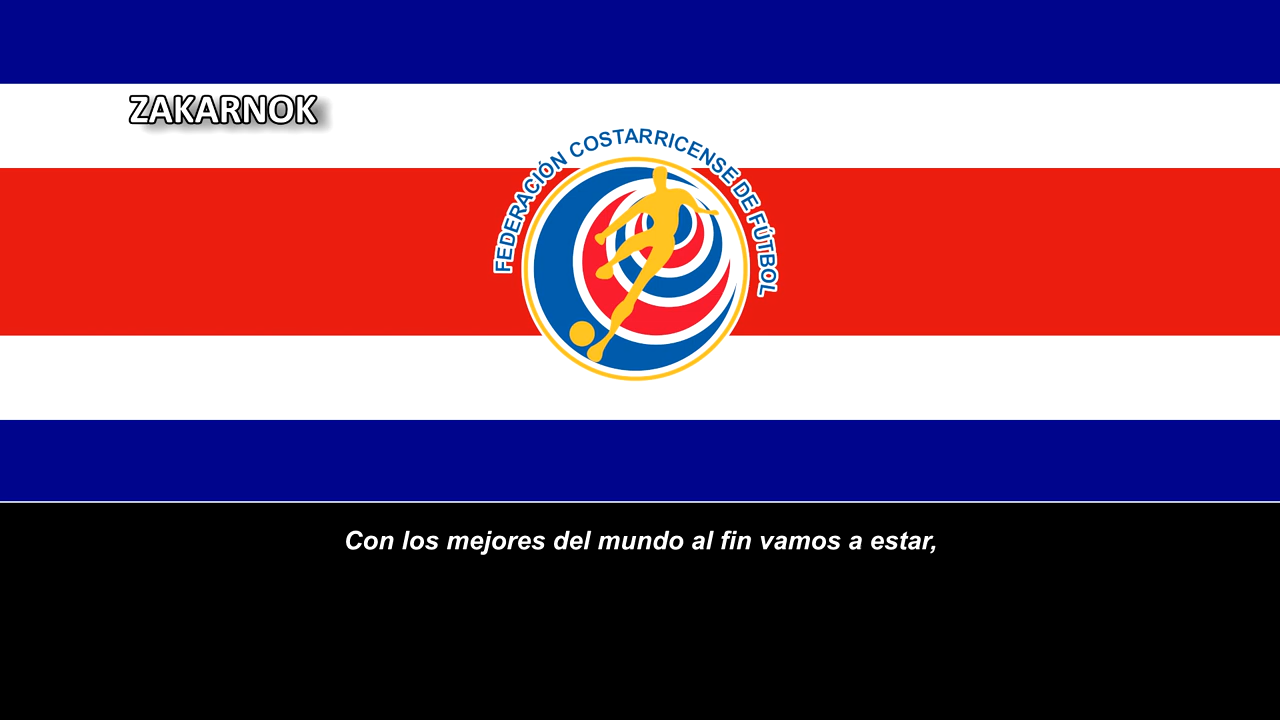 ZAKARNOK
FEDERACIÓN COSTARRICENSE DE FÚTBOL
Con los mejores del mundo al fin vamos a estar,